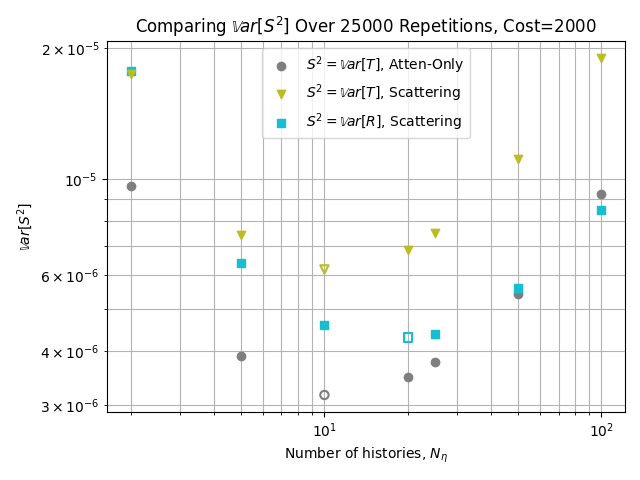 Comparing 𝕍ar[S²] Over 25000 Repetitions, Cost=2000
S² = 𝕍ar[T], Atten-Only
S² = 𝕍ar[T], Scattering
S² = 𝕍ar[R], Scattering
𝕍ar[S²]
2 × 10⁻⁵
10⁻⁵
6 × 10⁻⁶
4 × 10⁻⁶
3 × 10⁻⁶
10¹
10²
Number of histories, N_η